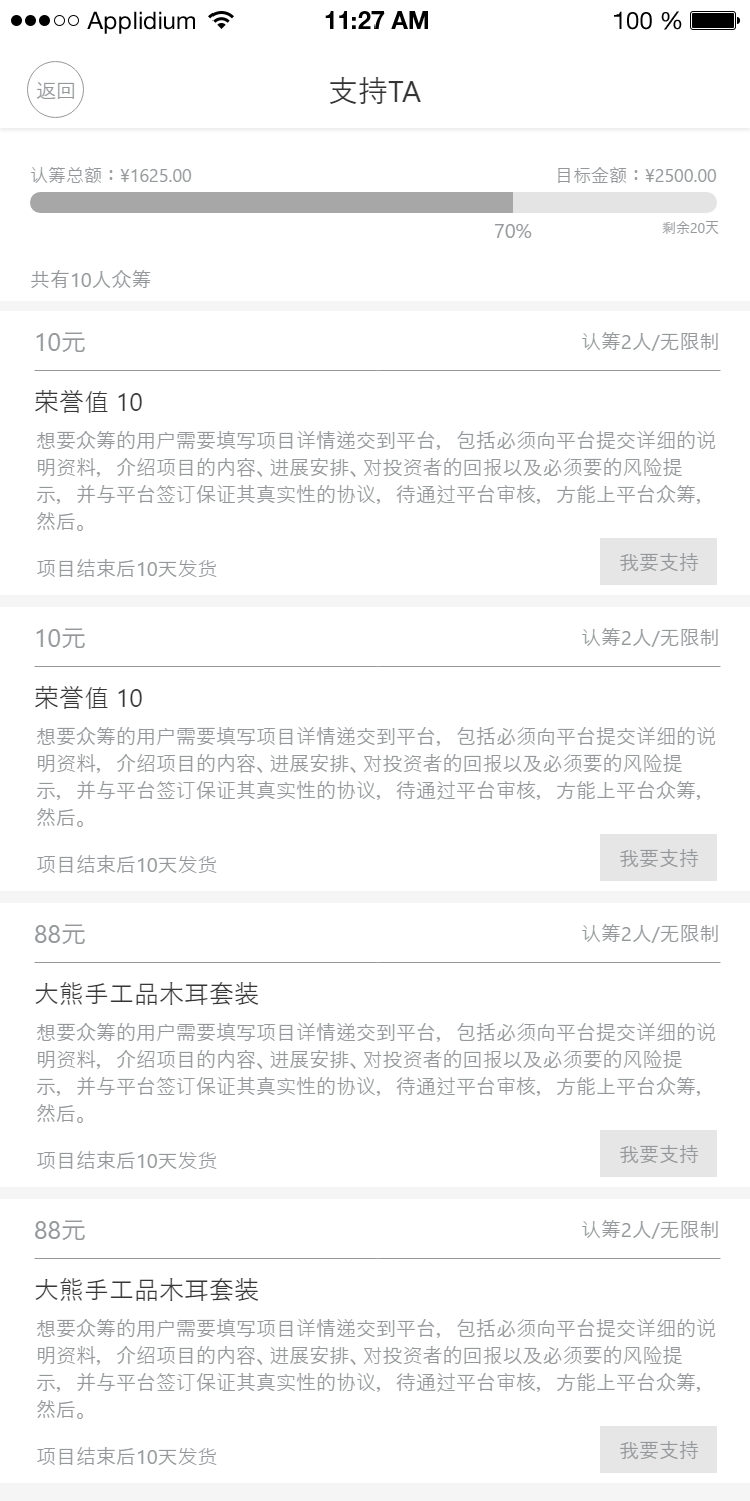 Applidium 11:27 AM 100 %
返回 支持TA
认筹总额：¥1625.00 目标金额：¥2500.00
70% 剩余20天
共有10人众筹
10元 认筹2人/无限制
荣誉值 10
想要众筹的用户需要填写项目详情递交到平台，包括必须向平台提交详细的说
明资料，介绍项目的内容、进展安排、对投资者的回报以及必须要的风险提
示，并与平台签订保证其真实性的协议，待通过平台审核，方能上平台众筹，
然后。
项目结束后10天发货 我要支持
10元 认筹2人/无限制
荣誉值 10
想要众筹的用户需要填写项目详情递交到平台，包括必须向平台提交详细的说
明资料，介绍项目的内容、进展安排、对投资者的回报以及必须要的风险提
示，并与平台签订保证其真实性的协议，待通过平台审核，方能上平台众筹，
然后。
项目结束后10天发货 我要支持
88元 认筹2人/无限制
大熊手工品木耳套装
想要众筹的用户需要填写项目详情递交到平台，包括必须向平台提交详细的说
明资料，介绍项目的内容、进展安排、对投资者的回报以及必须要的风险提
示，并与平台签订保证其真实性的协议，待通过平台审核，方能上平台众筹，
然后。
项目结束后10天发货 我要支持
88元 认筹2人/无限制
大熊手工品木耳套装
想要众筹的用户需要填写项目详情递交到平台，包括必须向平台提交详细的说
明资料，介绍项目的内容、进展安排、对投资者的回报以及必须要的风险提
示，并与平台签订保证其真实性的协议，待通过平台审核，方能上平台众筹，
然后。
项目结束后10天发货 我要支持